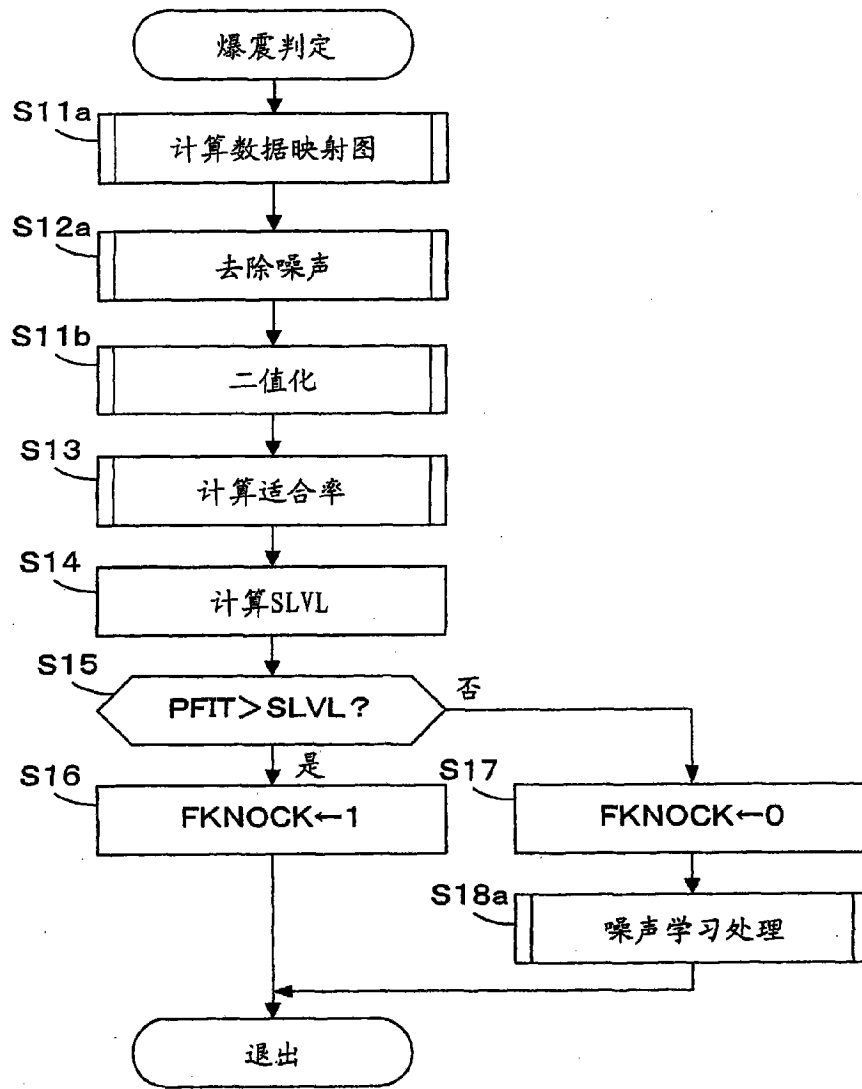 爆震判定
S11a
计算数据映射图
S12a
去除噪声
S11b
二值化
S13
计算适合率
S14
计算SLVL
S15
PFIT>SLVL?
否
是
S16
FKNOCK←1
S17
FKNOCK←0
S18a
噪声学习处理
退出